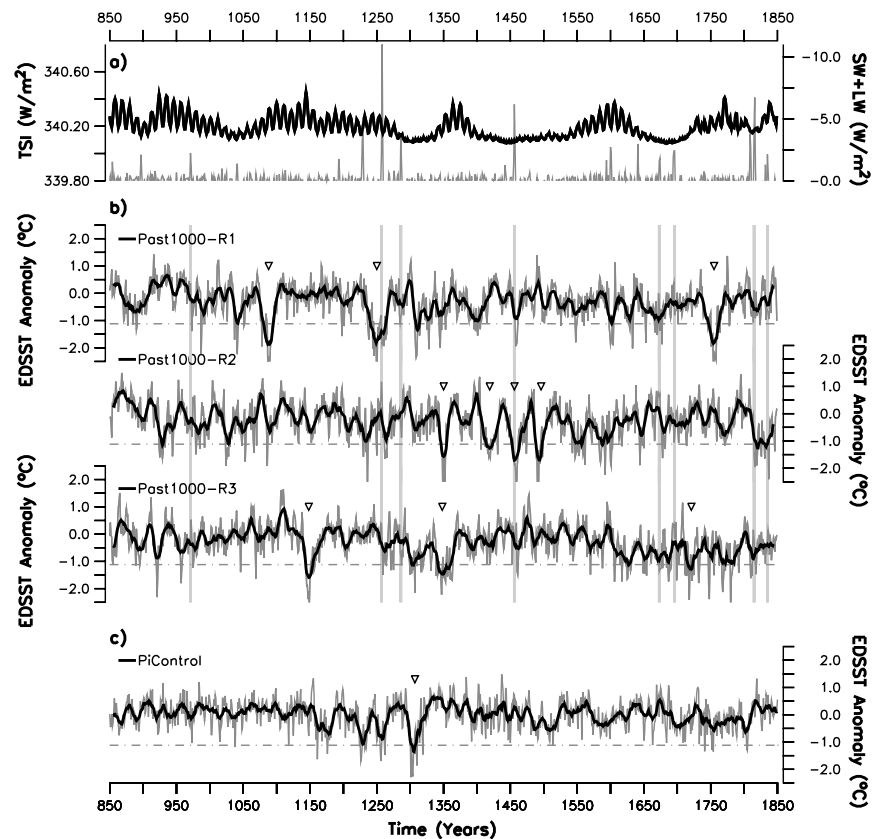 850 950 1050 1150 1250 1350 1450 1550 1650 1750 1850
a)
TSI (W/m²)
340.60
340.20
339.80
SW+LW (W/m²)
−10.0
−5.0
−0.0
b)
EDSST Anomaly (ºC)
2.0
1.0
0.0
−1.0
−2.0
Past1000−R1
Past1000−R2
EDSST Anomaly (ºC)
2.0
1.0
0.0
−1.0
−2.0
EDSST Anomaly (ºC)
2.0
1.0
0.0
−1.0
−2.0
Past1000−R3
c)
PiControl
EDSST Anomaly (ºC)
2.0
1.0
0.0
−1.0
−2.0
850 950 1050 1150 1250 1350 1450 1550 1650 1750 1850
Time (Years)